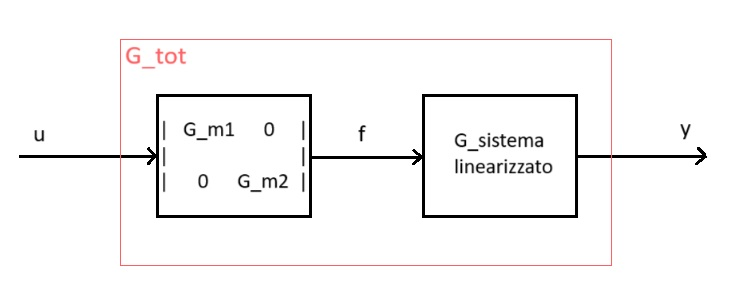 G_tot
u
| G_m1 0 |
| |
| 0 G_m2 |
f
G_sistema
linearizzato
y